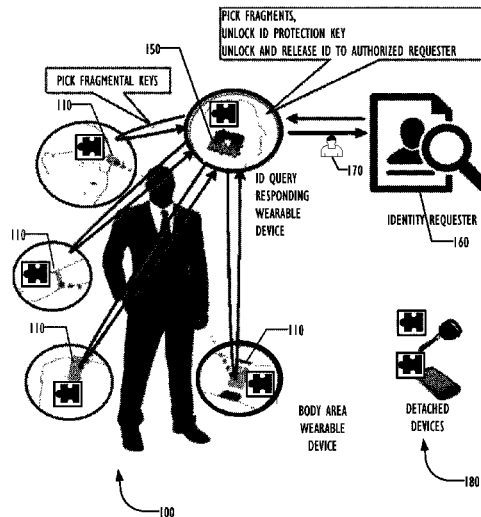 PICK FRAGMENTS,
UNLOCK ID PROTECTION KEY
UNLOCK AND RELEASE ID TO AUTHORIZED REQUESTER
150
PICK FRAGMENTAL KEYS
110
170
ID QUERY
RESPONDING
WEARABLE
DEVICE
IDENTITY REQUESTER
160
110
110
110
BODY AREA
WEARABLE
DEVICE
DETACHED
DEVICES
180
100